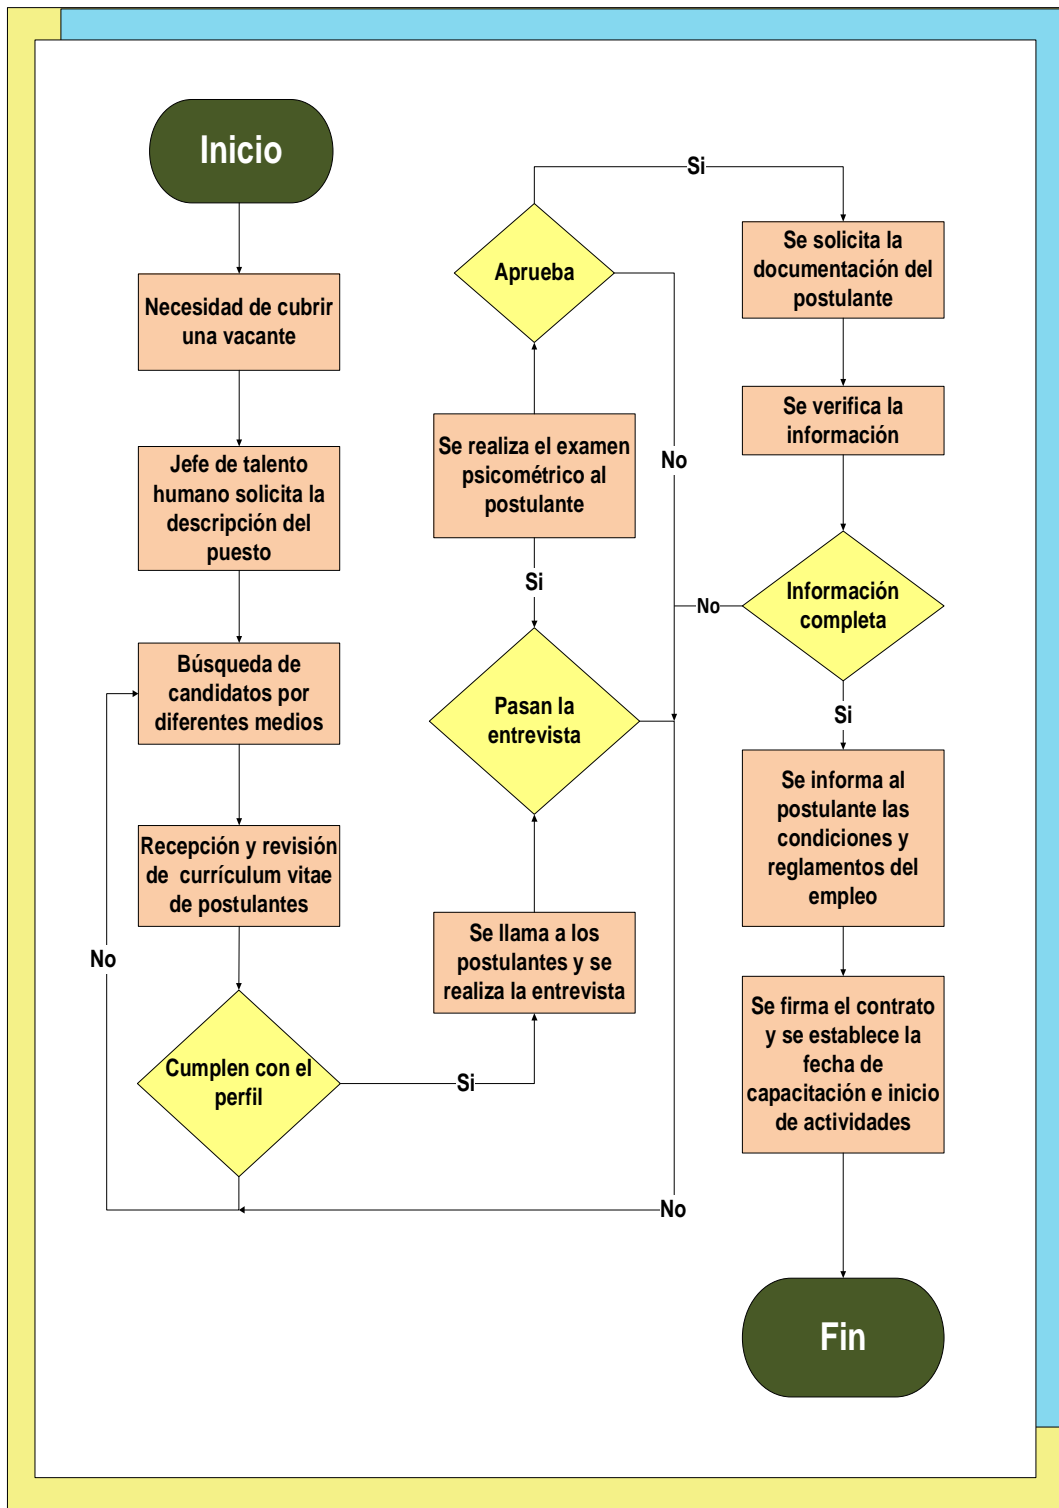 Inicio
Necesidad de cubrir
una vacante
Jefe de talento
humano solicita la
descripción del
puesto
Búsqueda de
candidatos por
diferentes medios
Recepción y revisión
de currículum vitae
de postulantes
No
Cumplen con el
perfil
Si
Se llama a los
postulantes y se
realiza la entrevista
Pasan la
entrevista
Si
Se realiza el examen
psicométrico al
postulante
Aprueba
Si
No
No
Se solicita la
documentación del
postulante
Se verifica la
información
Información
completa
No
Si
Se informa al
postulante las
condiciones y
reglamentos del
empleo
Se firma el contrato
y se establece la
fecha de
capacitación e inicio
de actividades
Fin